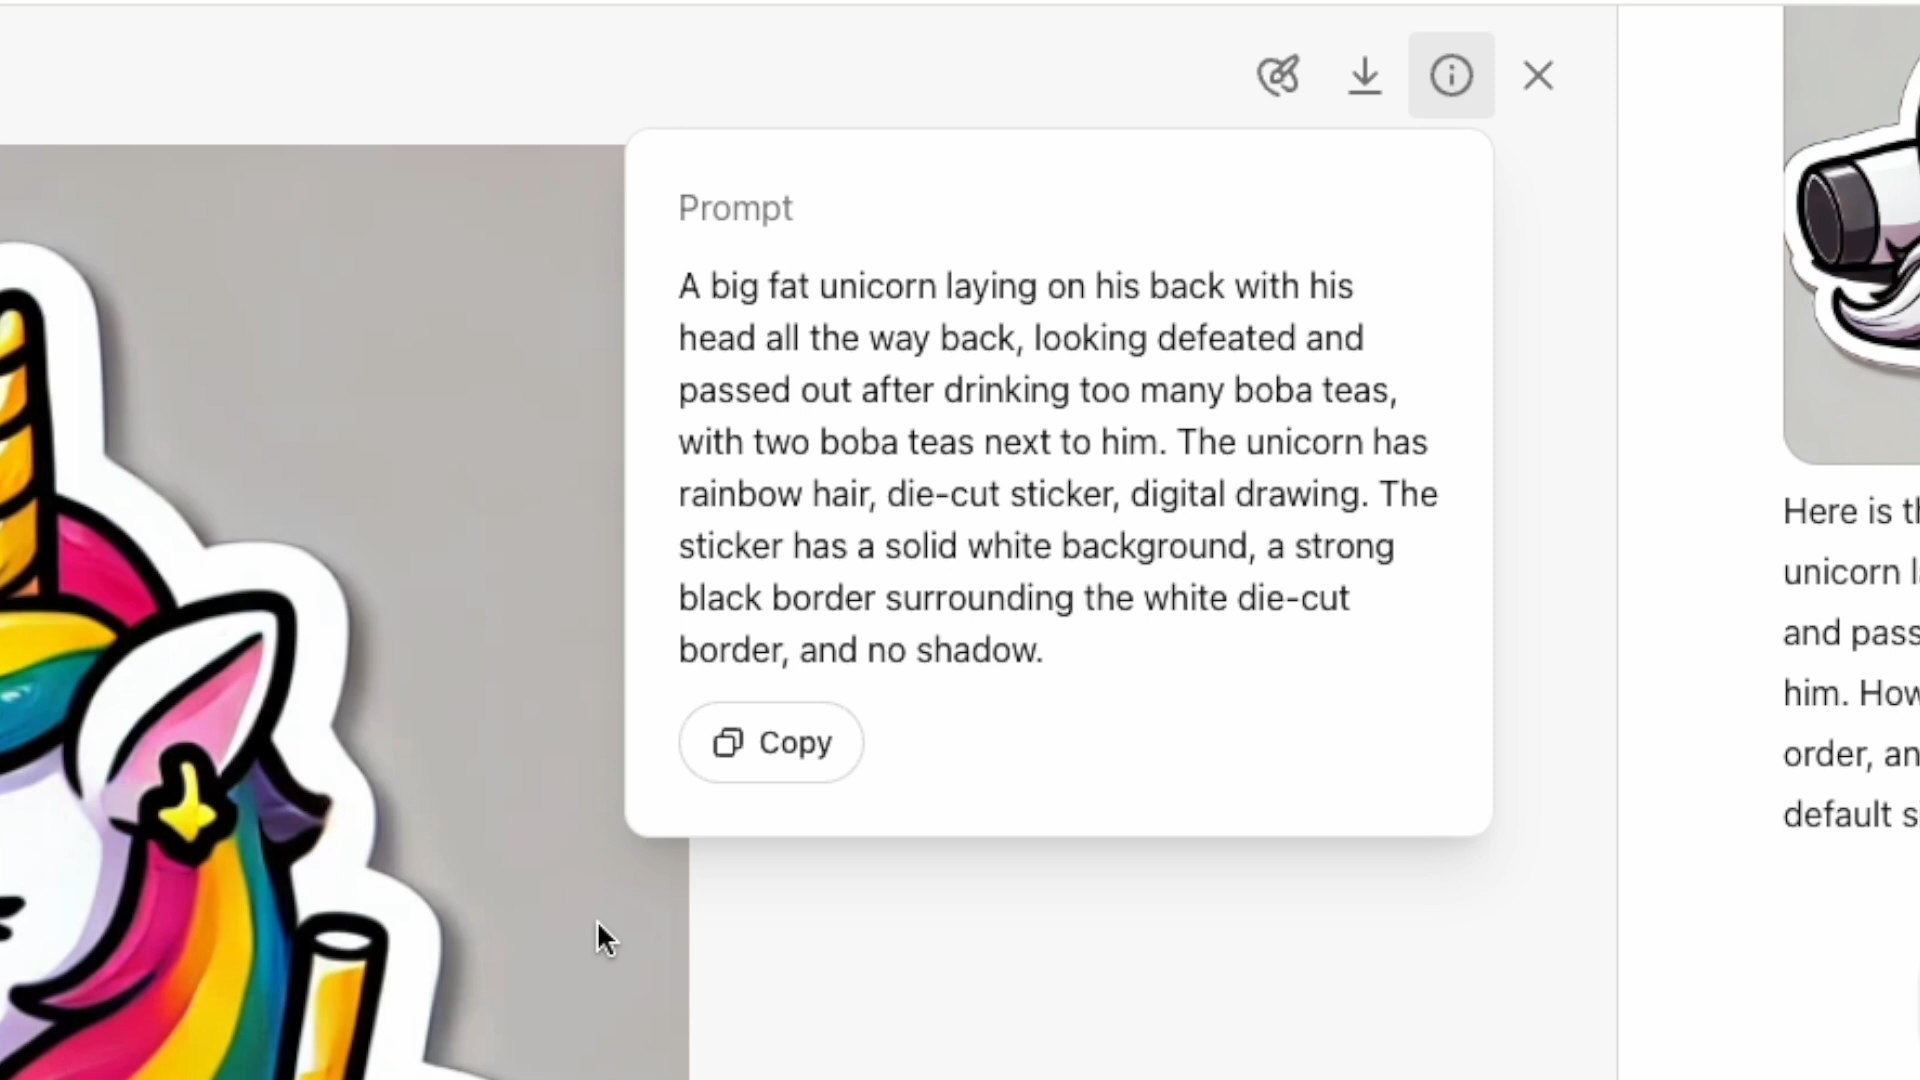 Prompt
A big fat unicorn laying on his back with his
head all the way back, looking defeated and
passed out after drinking too many boba teas,
with two boba teas next to him. The unicorn has
rainbow hair, die-cut sticker, digital drawing. The
sticker has a solid white background, a strong
black border surrounding the white die-cut
border, and no shadow.
Copy
Here is
unicorn
and
him.
order,
default